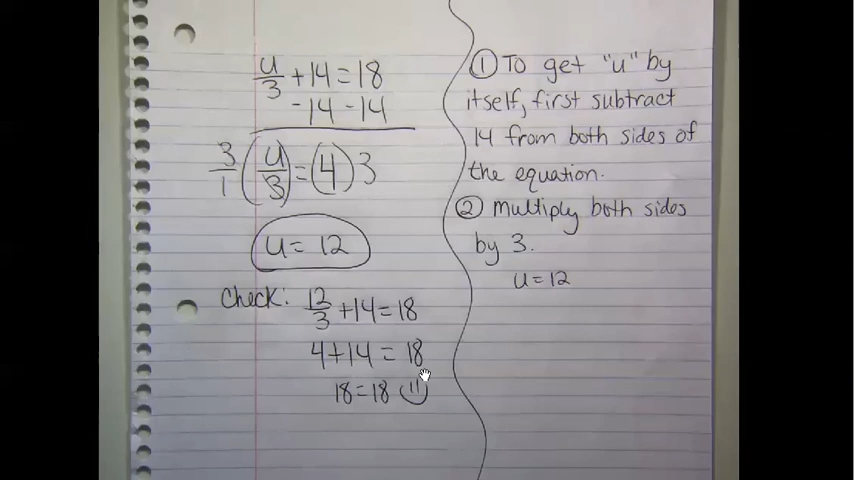 u/3 + 14 = 18
-14 -14
3/1 (u/3) = (4) 3
u = 12
Check: 12/3 + 14 = 18
4 + 14 = 18
18 = 18
① To get "u" by
itself, first subtract
14 from both sides of
the equation.
② multiply both sides
by 3.
u = 12